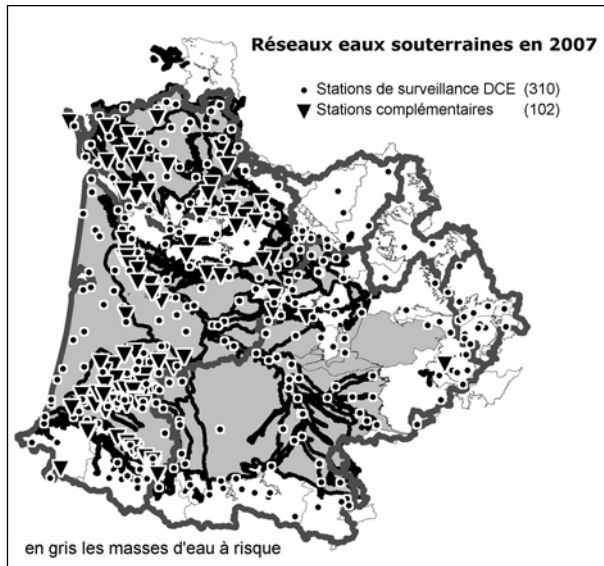 Réseaux eaux souterraines en 2007
Stations de surveillance DCE (310)
Stations complémentaires (102)
en gris les masses d'eau à risque